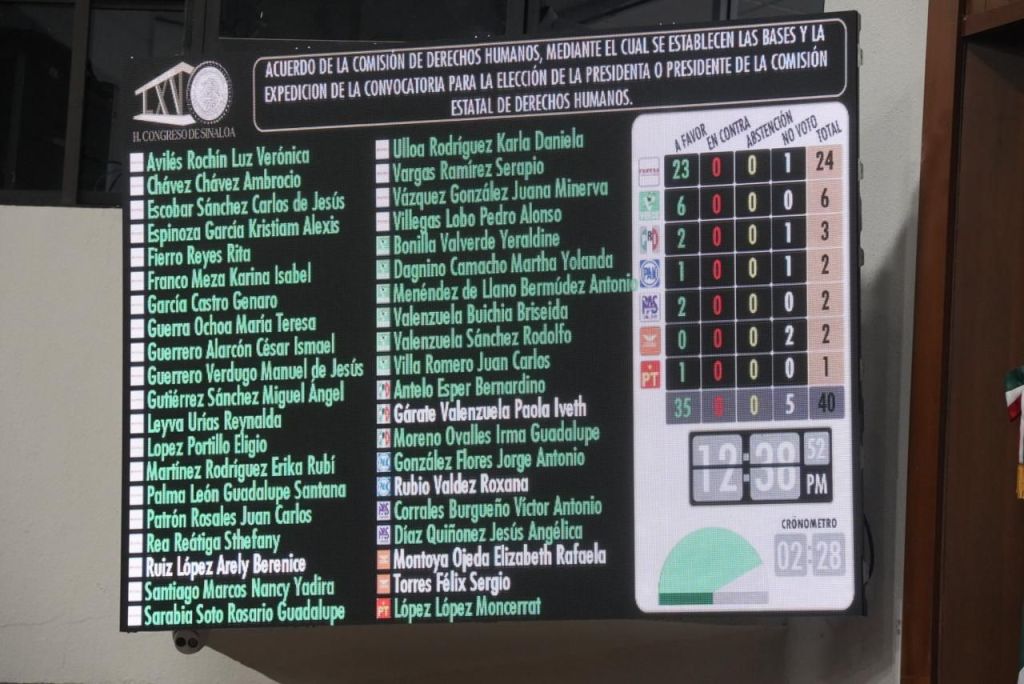 LXV
H. CONGRESO DE SINALOA
ACUERDO DE LA COMISIÓN DE DERECHOS HUMANOS, MEDIANTE EL CUAL SE ESTABLECEN LAS BASES Y LA
EXPEDICION DE LA CONVOCATORIA PARA LA ELECCIÓN DE LA PRESIDENTA O PRESIDENTE DE LA COMISIÓN
ESTATAL DE DERECHOS HUMANOS.
Avilés Rochín Luz Verónica
Chávez Chávez Ambrocio
Escobar Sánchez Carlos de Jesús
Espinoza García Kristiam Alexis
Fierro Reyes Rita
Franco Meza Karina Isabel
García Castro Genaro
Guerra Ochoa María Teresa
Guerrero Alarcón César Ismael
Guerrero Verdugo Manuel de Jesús
Gutiérrez Sánchez Miguel Ángel
Leyva Urías Reynalda
Lopez Portillo Eligio
Martínez Rodríguez Erika Rubí
Palma León Guadalupe Santana
Patrón Rosales Juan Carlos
Rea Reátiga Sthefany
Ruiz López Arely Berenice
Santiago Marcos Nancy Yadira
Sarabia Soto Rosario Guadalupe
Ulloa Rodríguez Karla Daniela
Vargas Ramírez Serapio
Vázquez González Juana Minerva
Villegas Lobo Pedro Alonso
Bonilla Valverde Yeraldine
Dagnino Camacho Martha Yolanda
Menéndez de Llano Bermúdez Antonio
Valenzuela Buichia Briseida
Valenzuela Sánchez Rodolfo
Villa Romero Juan Carlos
Antelo Esper Bernardino
Gárate Valenzuela Paola Iveth
Moreno Ovalles Irma Guadalupe
González Flores Jorge Antonio
Rubio Valdez Roxana
Corrales Burgueño Víctor Antonio
Díaz Quiñonez Jesús Angélica
Montoya Ojeda Elizabeth Rafaela
Torres Félix Sergio
López López Moncerrat
A FAVOR EN CONTRA ABSTENCIÓN NO VOTO TOTAL
23 0 0 1 24
6 0 0 0 6
PRD 2 0 0 1 3
PAN 1 0 0 1 2
PAS 2 0 0 0 2
0 0 0 2 2
PT 1 0 0 0 1
35 0 0 5 40
12:38 52 PM
CRÓNOMETRO
02:28